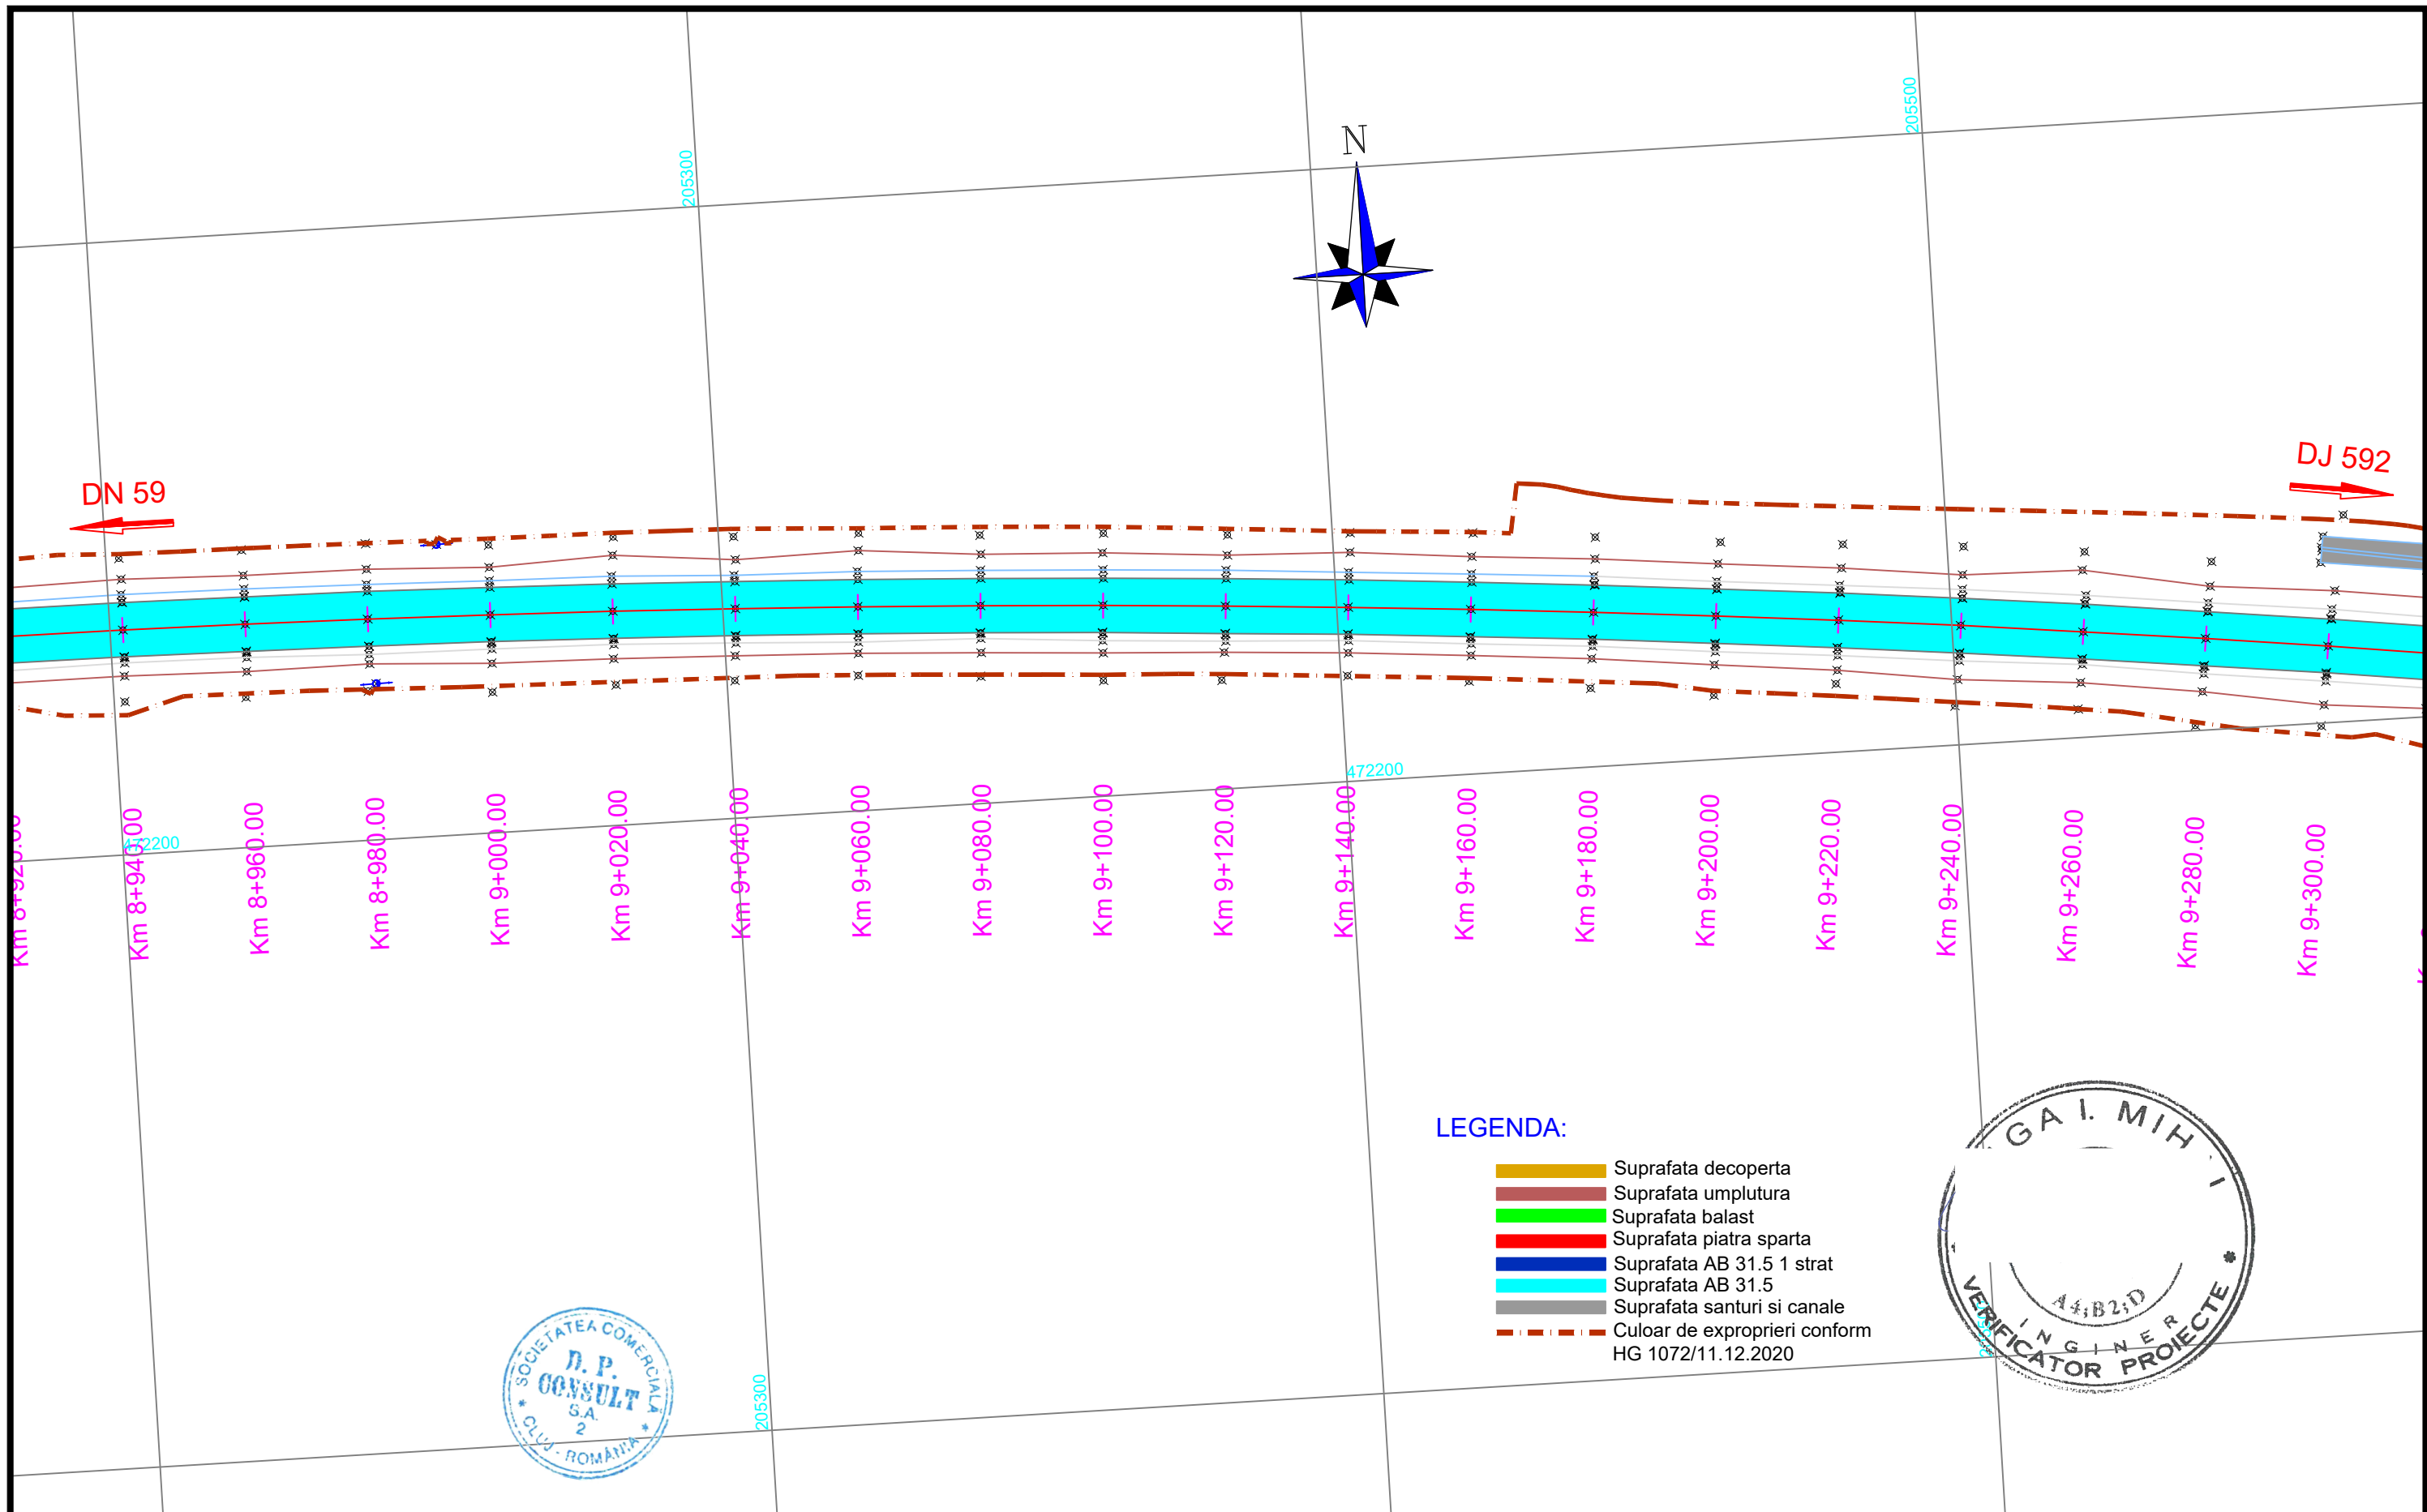 205500
N
205300
DJ 592
DN 59
472200
472200
Km 8+940.00
Km 8+960.00
Km 8+980.00
Km 9+000.00
Km 9+020.00
Km 9+040.00
Km 9+060.00
Km 9+080.00
Km 9+100.00
Km 9+120.00
Km 9+140.00
Km 9+160.00
Km 9+180.00
Km 9+200.00
Km 9+220.00
Km 9+240.00
Km 9+260.00
Km 9+280.00
Km 9+300.00
LEGENDA:
Suprafata decoperta
Suprafata umplutura
Suprafata balast
Suprafata piatra sparta
Suprafata AB 31.5 1 strat
Suprafata AB 31.5
Suprafata santuri si canale
Culoar de exproprieri conform
HG 1072/11.12.2020
I. MIH
A4;B2;D
INGINER
* VERIFICATOR PROIECTE *
SOCIETATEA COMERCIALĂ
D. P.
CONSULT
S.A.
2
* CLUJ - ROMÂNIA *
205300